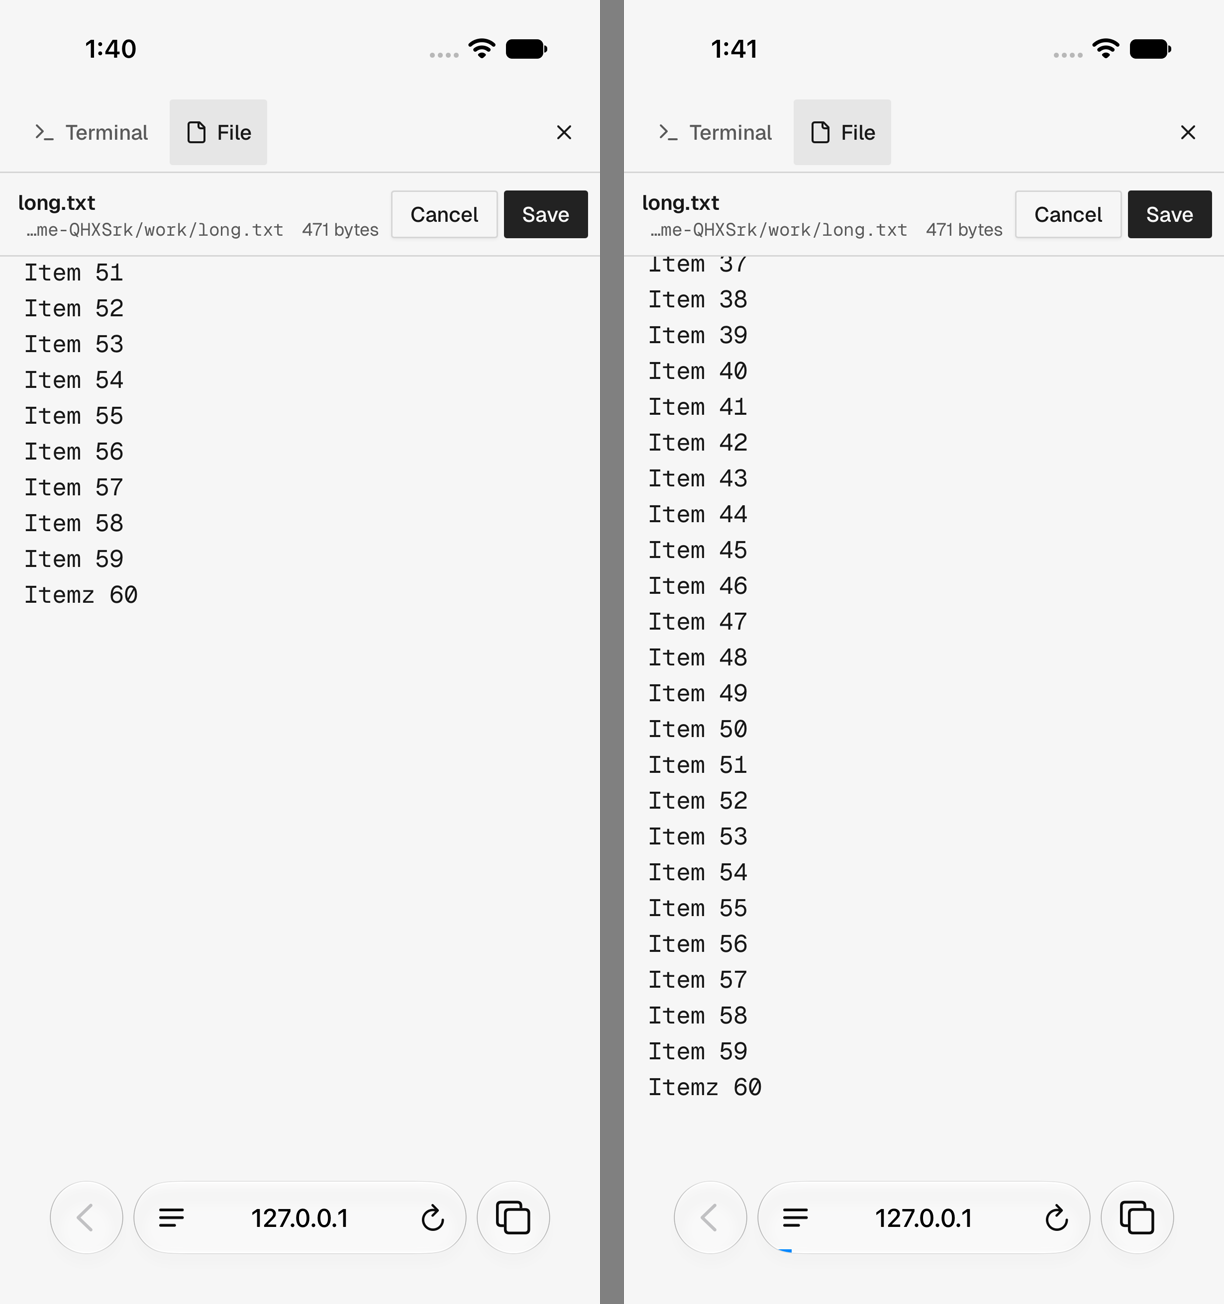 1:40
Terminal
File
long.txt
…me-QHXSrk/work/long.txt 471 bytes
Cancel
Save
Item 51
Item 52
Item 53
Item 54
Item 55
Item 56
Item 57
Item 58
Item 59
Itemz 60
127.0.0.1
1:41
Terminal
File
long.txt
…me-QHXSrk/work/long.txt 471 bytes
Cancel
Save
Item 37
Item 38
Item 39
Item 40
Item 41
Item 42
Item 43
Item 44
Item 45
Item 46
Item 47
Item 48
Item 49
Item 50
Item 51
Item 52
Item 53
Item 54
Item 55
Item 56
Item 57
Item 58
Item 59
Itemz 60
127.0.0.1